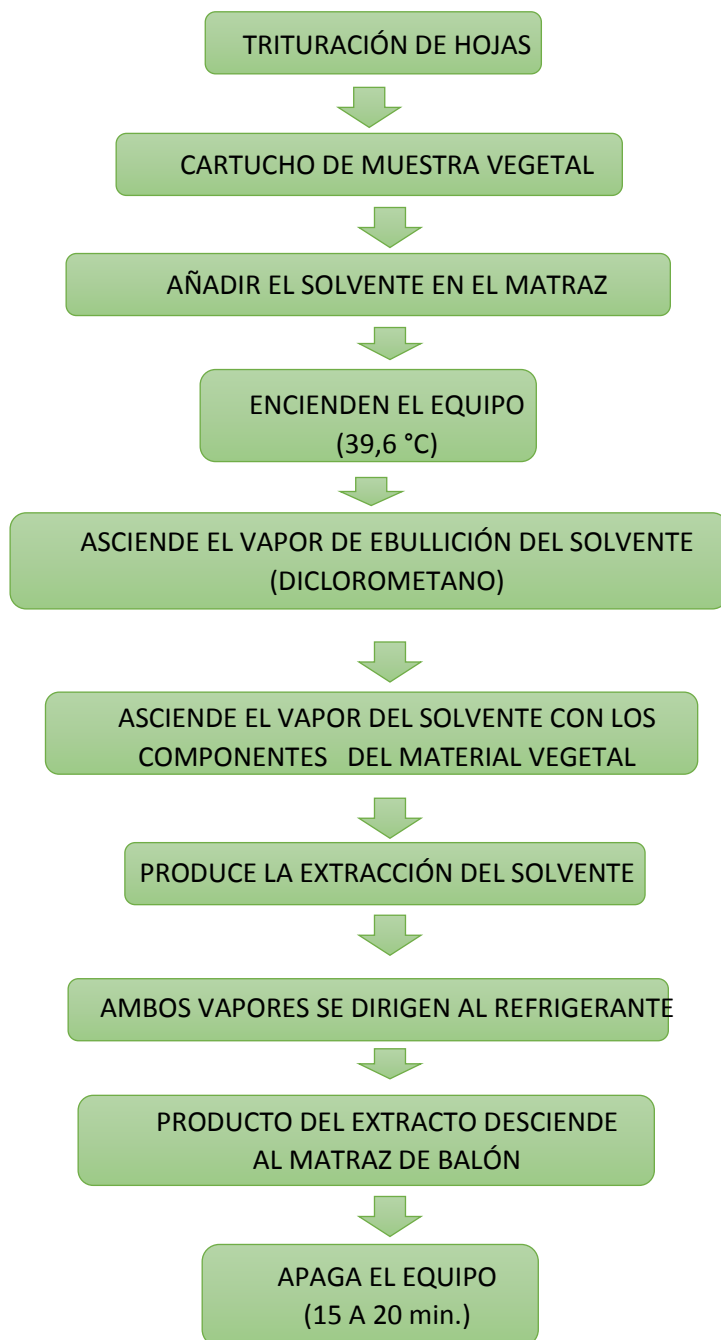 TRITURACIÓN DE HOJAS
CARTUCHO DE MUESTRA VEGETAL
AÑADIR EL SOLVENTE EN EL MATRAZ
ENCIENDEN EL EQUIPO
(39,6 °C)
ASCIENDE EL VAPOR DE EBULLICIÓN DEL SOLVENTE
(DICLOROMETANO)
ASCIENDE EL VAPOR DEL SOLVENTE CON LOS
COMPONENTES DEL MATERIAL VEGETAL
PRODUCE LA EXTRACCIÓN DEL SOLVENTE
AMBOS VAPORES SE DIRIGEN AL REFRIGERANTE
PRODUCTO DEL EXTRACTO DESCIENDE
AL MATRAZ DE BALÓN
APAGA EL EQUIPO
(15 A 20 min.)